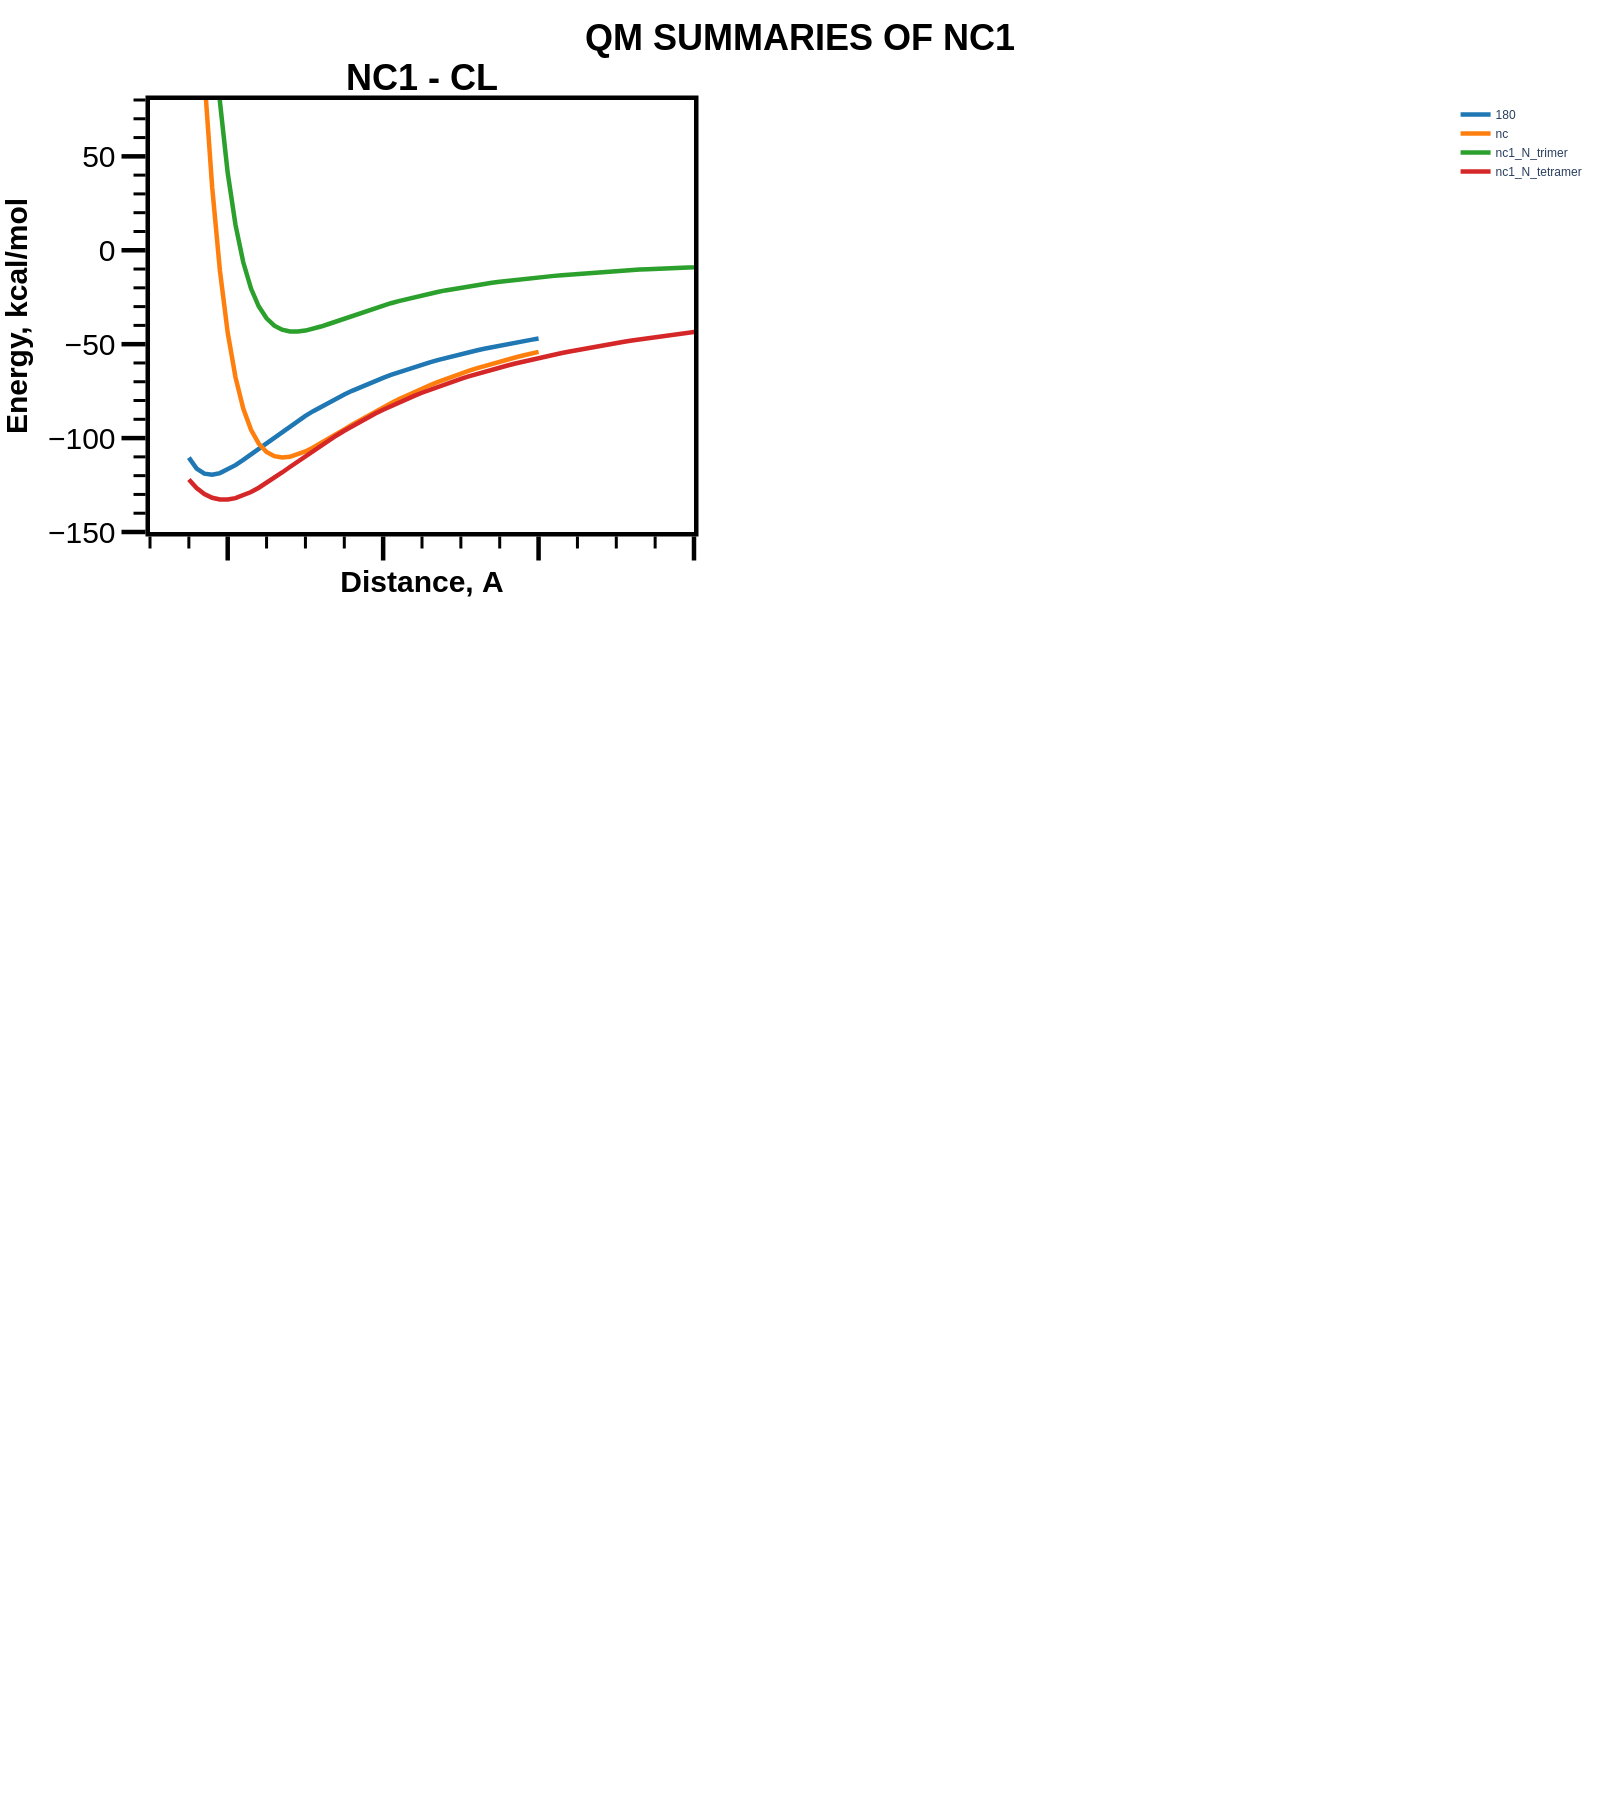 QM SUMMARIES OF NC1
NC1 - CL
180
nc
nc1_N_trimer
nc1_N_tetramer
50
0
−50
−100
−150
Energy, kcal/mol
Distance, A